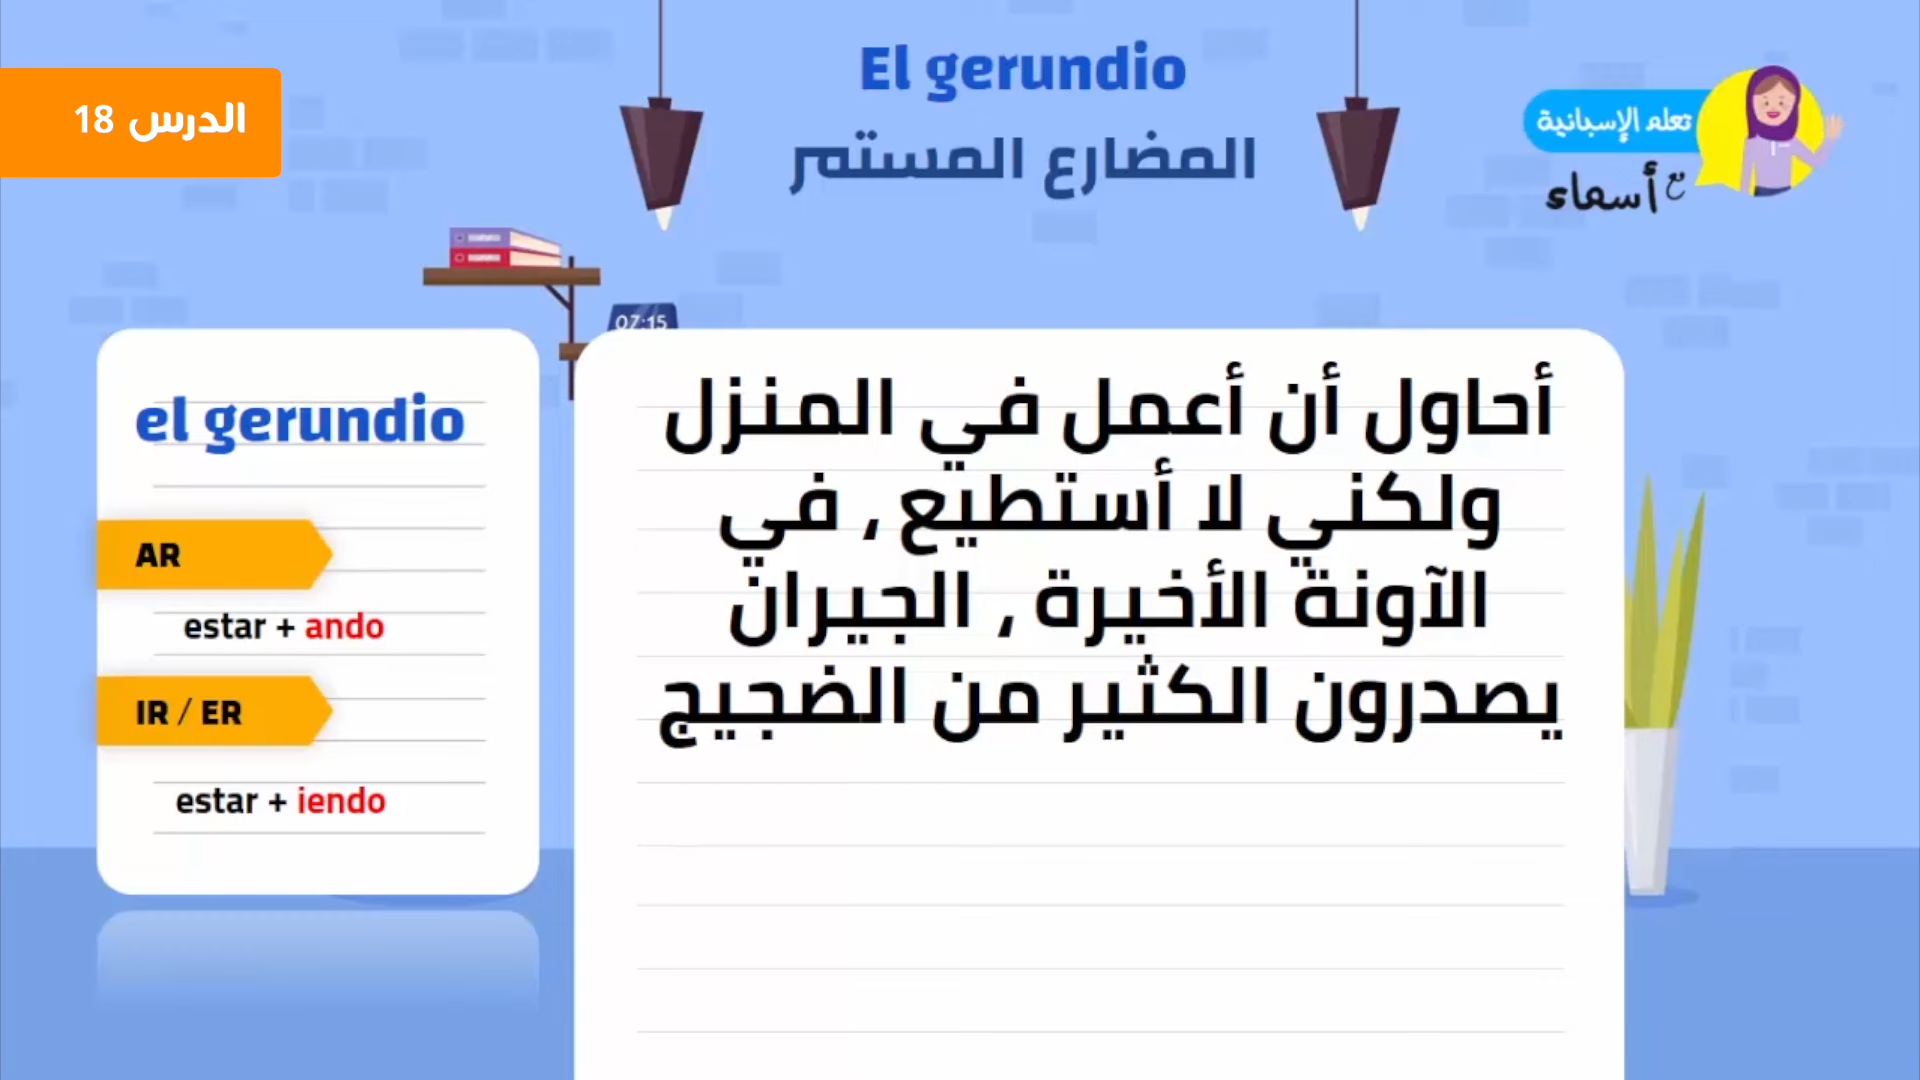 El gerundio
المضارع المستمر
الدرس 18
تعلم الإسبانية
مع أسماء
07:15
el gerundio
AR
estar + ando
IR / ER
estar + iendo
أحاول أن أعمل في المنزل
ولكني لا أستطيع ، في
الآونة الأخيرة ، الجيران
يصدرون الكثير من الضجيج